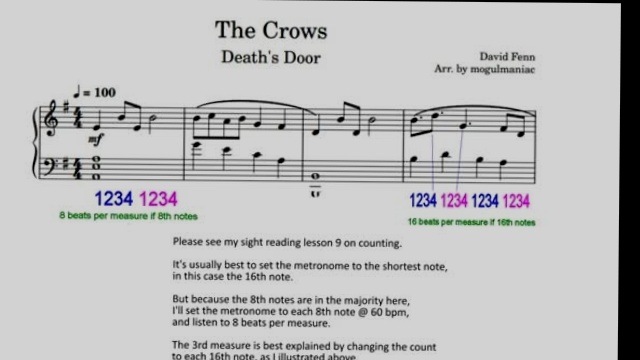 The Crows
Death's Door
David Fenn
Arr. by mogulmaniac
♩ = 100
mf
1234 1234
1234 1234 1234 1234
8 beats per measure if 8th notes
16 beats per measure if 16th notes
Please see my sight reading lesson 9 on counting.
It's usually best to set the metronome to the shortest note,
in this case the 16th note.
But because the 8th notes are in the majority here,
I'll set the metronome to each 8th note @ 60 bpm,
and listen to 8 beats per measure.
The 3rd measure is best explained by changing the count
to each 16th note, as I illustrated above